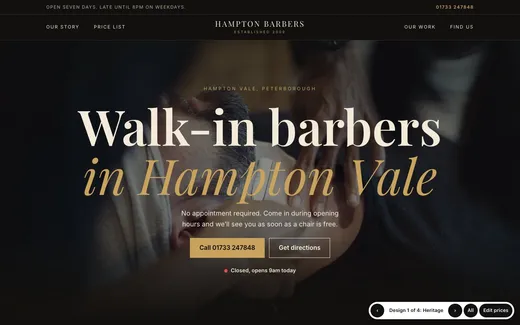 OPEN SEVEN DAYS. LATE UNTIL 8PM ON WEEKDAYS.
01733 247848
OUR STORY
PRICE LIST
HAMPTON BARBERS
ESTABLISHED 2009
OUR WORK
FIND US
HAMPTON VALE, PETERBOROUGH
Walk-in barbers
in Hampton Vale
No appointment required. Come in during opening
hours and we'll see you as soon as a chair is free.
Call 01733 247848
Get directions
Closed, opens 9am today
Design 1 of 4: Heritage
All
Edit prices